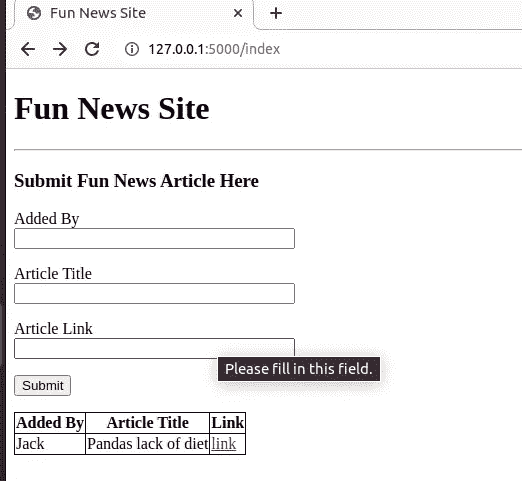 Fun News Site
127.0.0.1:5000/index
Fun News Site
Submit Fun News Article Here
Added By
Article Title
Article Link
Please fill in this field.
Submit
Added By Article Title Link
Jack Pandas lack of diet link